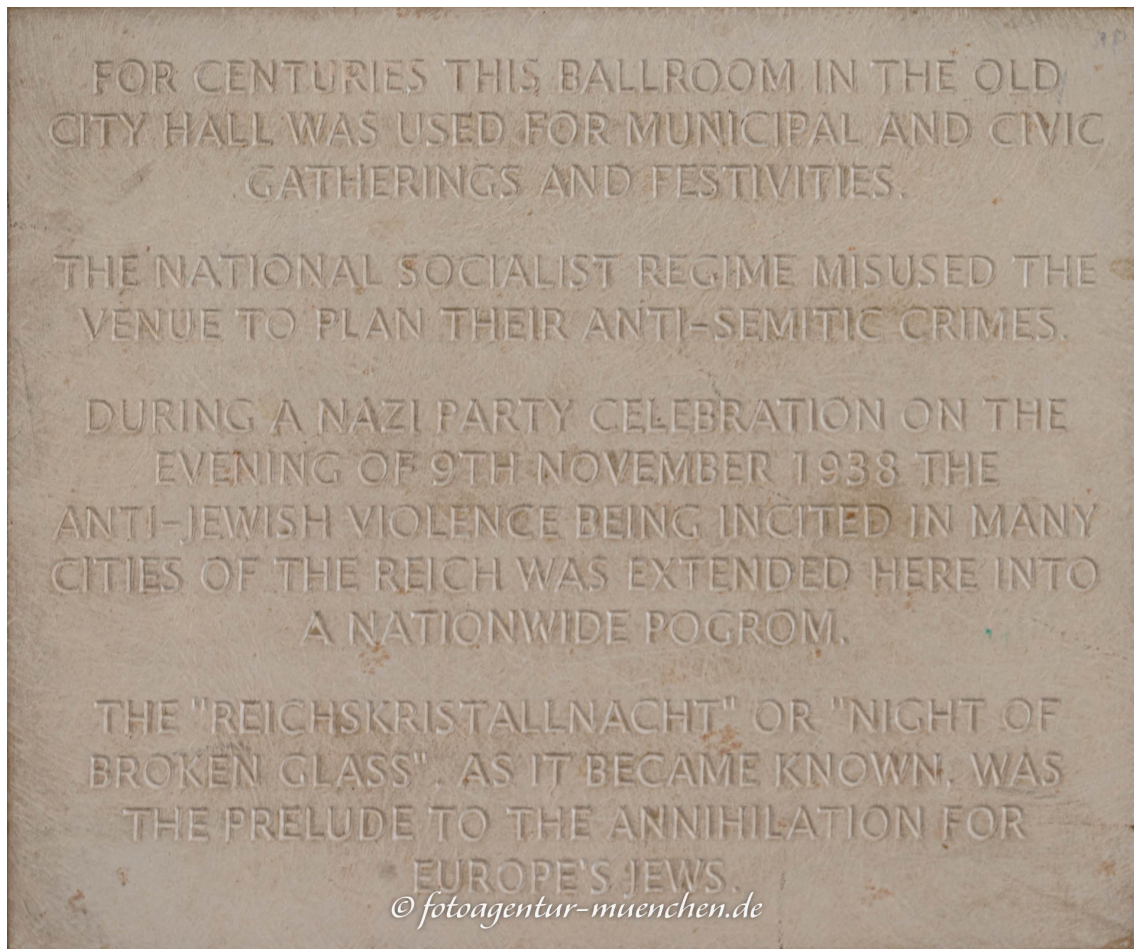 FOR CENTURIES THIS BALLROOM IN THE OLD
CITY HALL WAS USED FOR MUNICIPAL AND CIVIC
GATHERINGS AND FESTIVITIES.
THE NATIONAL SOCIALIST REGIME MISUSED THE
VENUE TO PLAN THEIR ANTI-SEMITIC CRIMES.
DURING A NAZI PARTY CELEBRATION ON THE
EVENING OF 9TH NOVEMBER 1938 THE
ANTI-JEWISH VIOLENCE BEING INCITED IN MANY
CITIES OF THE REICH WAS EXTENDED HERE INTO
A NATIONWIDE POGROM.
THE "REICHSKRISTALLNACHT" OR "NIGHT OF
BROKEN GLASS", AS IT BECAME KNOWN, WAS
THE PRELUDE TO THE ANNIHILATION FOR
EUROPE'S JEWS.
© fotoagentur-muenchen.de